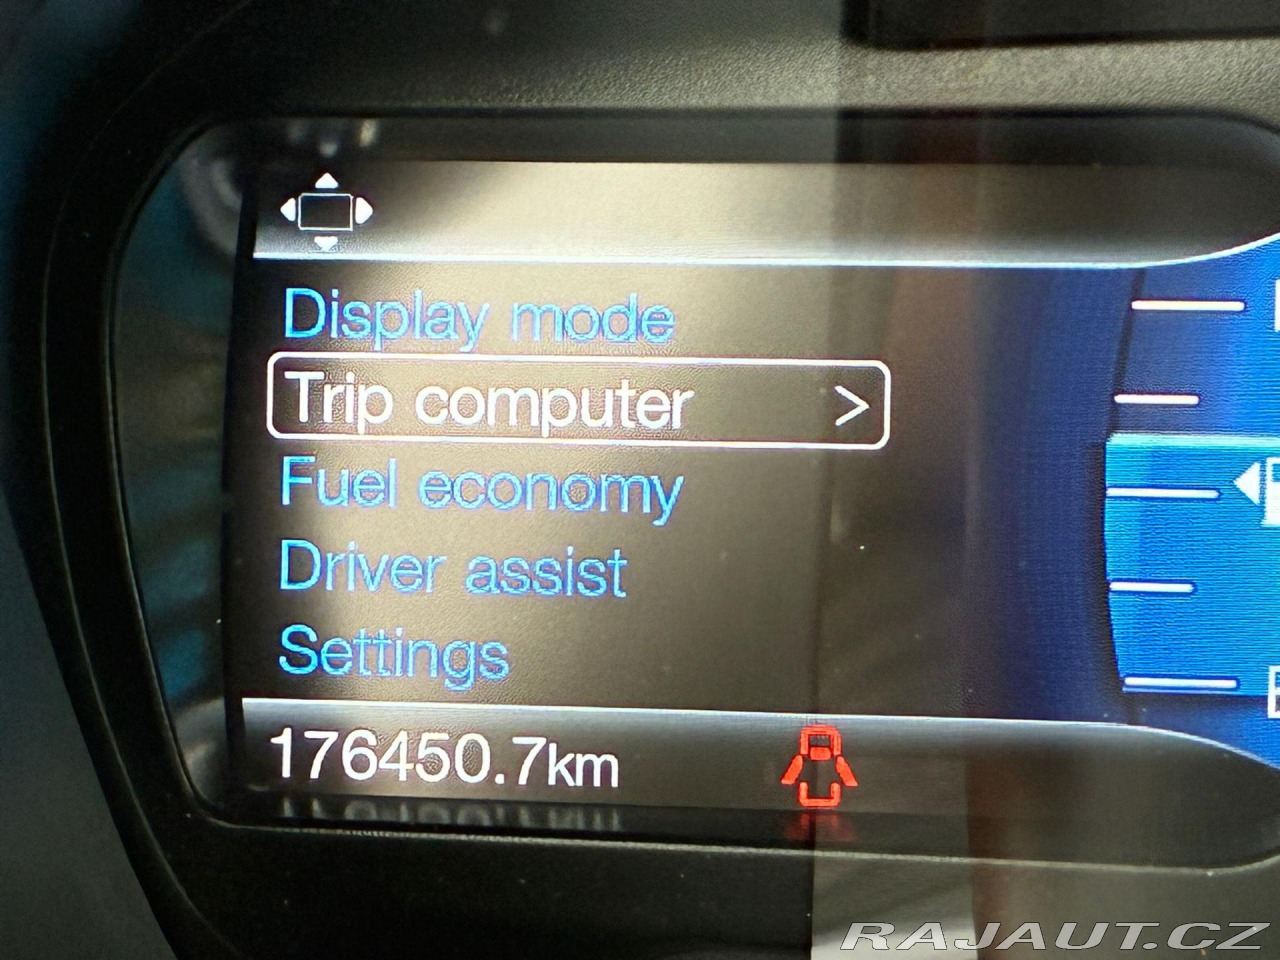 Display mode
Trip computer >
Fuel economy
Driver assist
Settings
176450.7km
RAJAUT.CZ